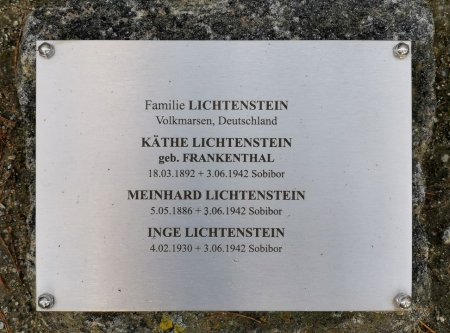 Familie LICHTENSTEIN
Volkmarsen, Deutschland
KÄTHE LICHTENSTEIN
geb. FRANKENTHAL
18.03.1892 + 3.06.1942 Sobibor
MEINHARD LICHTENSTEIN
5.05.1886 + 3.06.1942 Sobibor
INGE LICHTENSTEIN
4.02.1930 + 3.06.1942 Sobibor